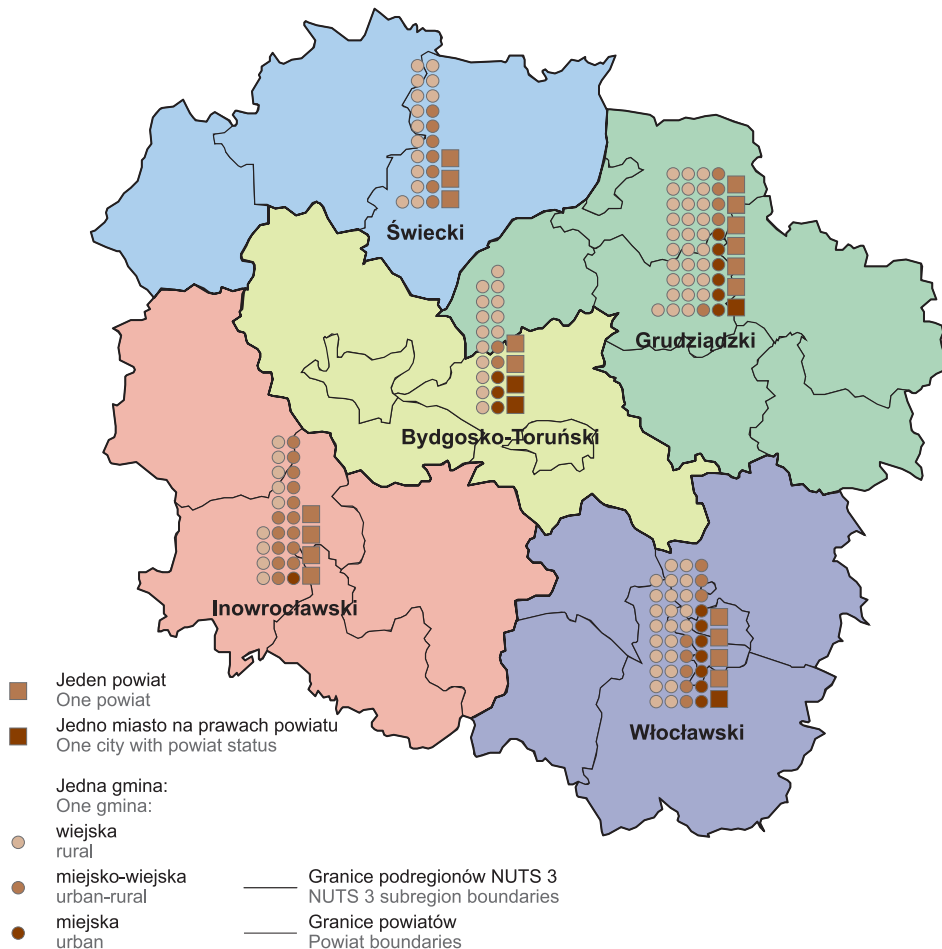 Świecki
Grudziądzki
Bydgosko-Toruński
Inowrocławski
Włocławski
Jeden powiat
One powiat
Jedno miasto na prawach powiatu
One city with powiat status
Jedna gmina:
One gmina:
wiejska
rural
miejsko-wiejska
urban-rural
miejska
urban
Granice podregionów NUTS 3
NUTS 3 subregion boundaries
Granice powiatów
Powiat boundaries